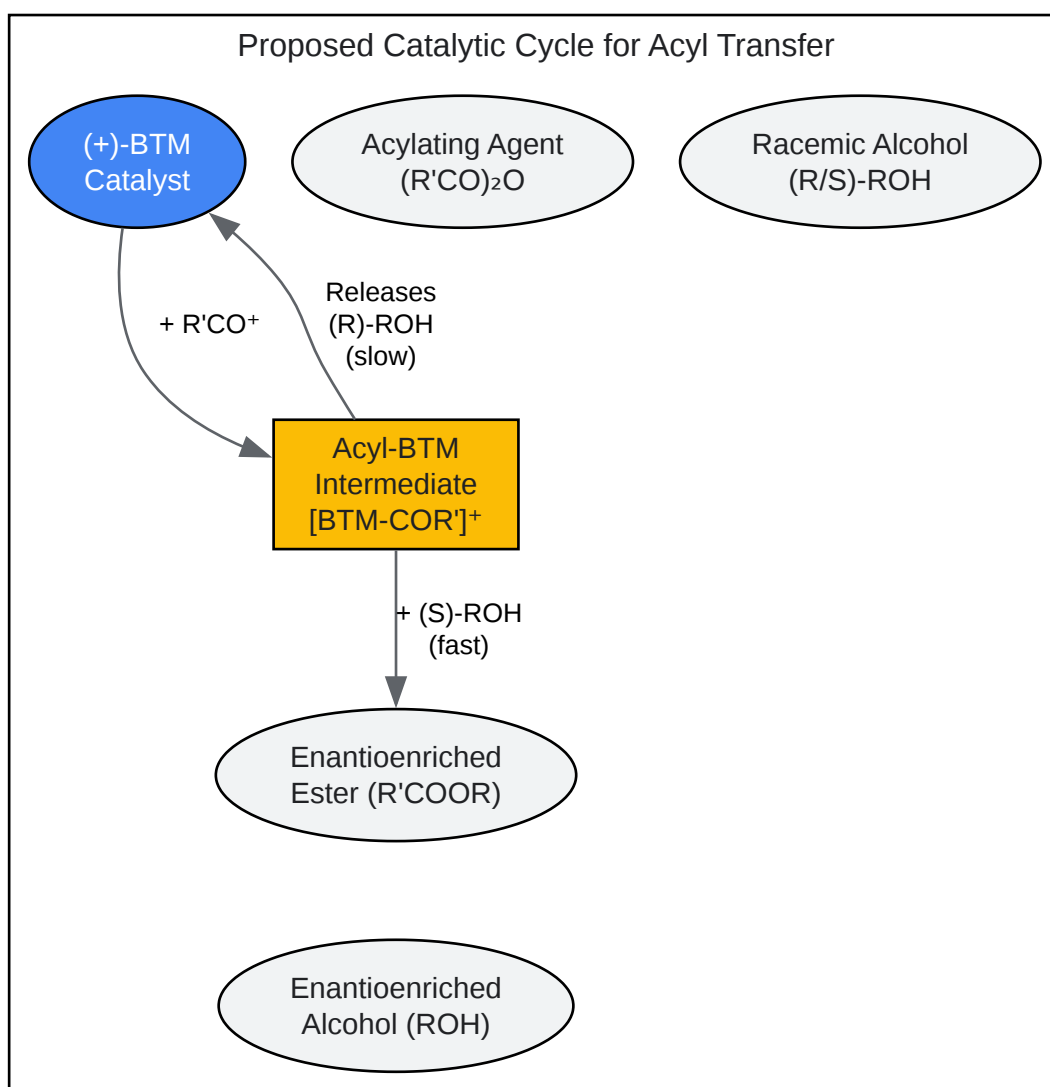 Proposed Catalytic Cycle for Acyl Transfer
(+)-BTM
Catalyst
Acylating Agent
(R'CO)₂O
Racemic Alcohol
(R/S)-ROH
+ R'CO⁺
Releases
(R)-ROH
(slow)
Acyl-BTM
Intermediate
[BTM-COR']⁺
+ (S)-ROH
(fast)
Enantioenriched
Ester (R'COOR)
Enantioenriched
Alcohol (ROH)